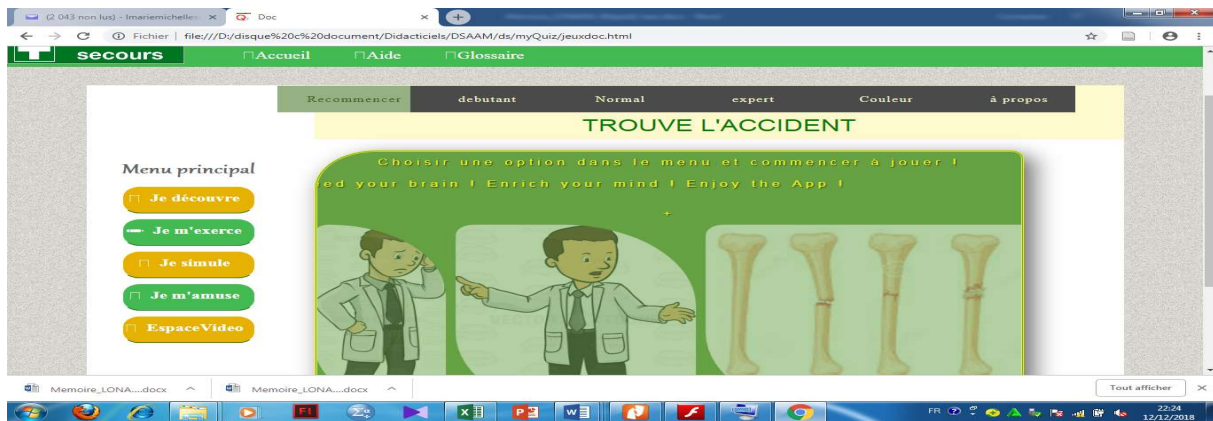 (2 043 non lus) - lmariemichelle
Doc
Fichier | file:///D:/disque%20c%20document/Didacticiels/DSAAM/ds/myQuiz/jeuxdoc.html
secours
Accueil Aide Glossaire
Recommencer debutant Normal expert Couleur à propos
TROUVE L'ACCIDENT
Menu principal
Je découvre
Je m'exerce
Je simule
Je m'amuse
EspaceVideo
Choisir une option dans le menu et commencer à jouer !
ed your brain ! Enrich your mind ! Enjoy the App !
Memoire_LONA....docx
Memoire_LONA....docx
Tout afficher
FR
22:24
12/12/2018